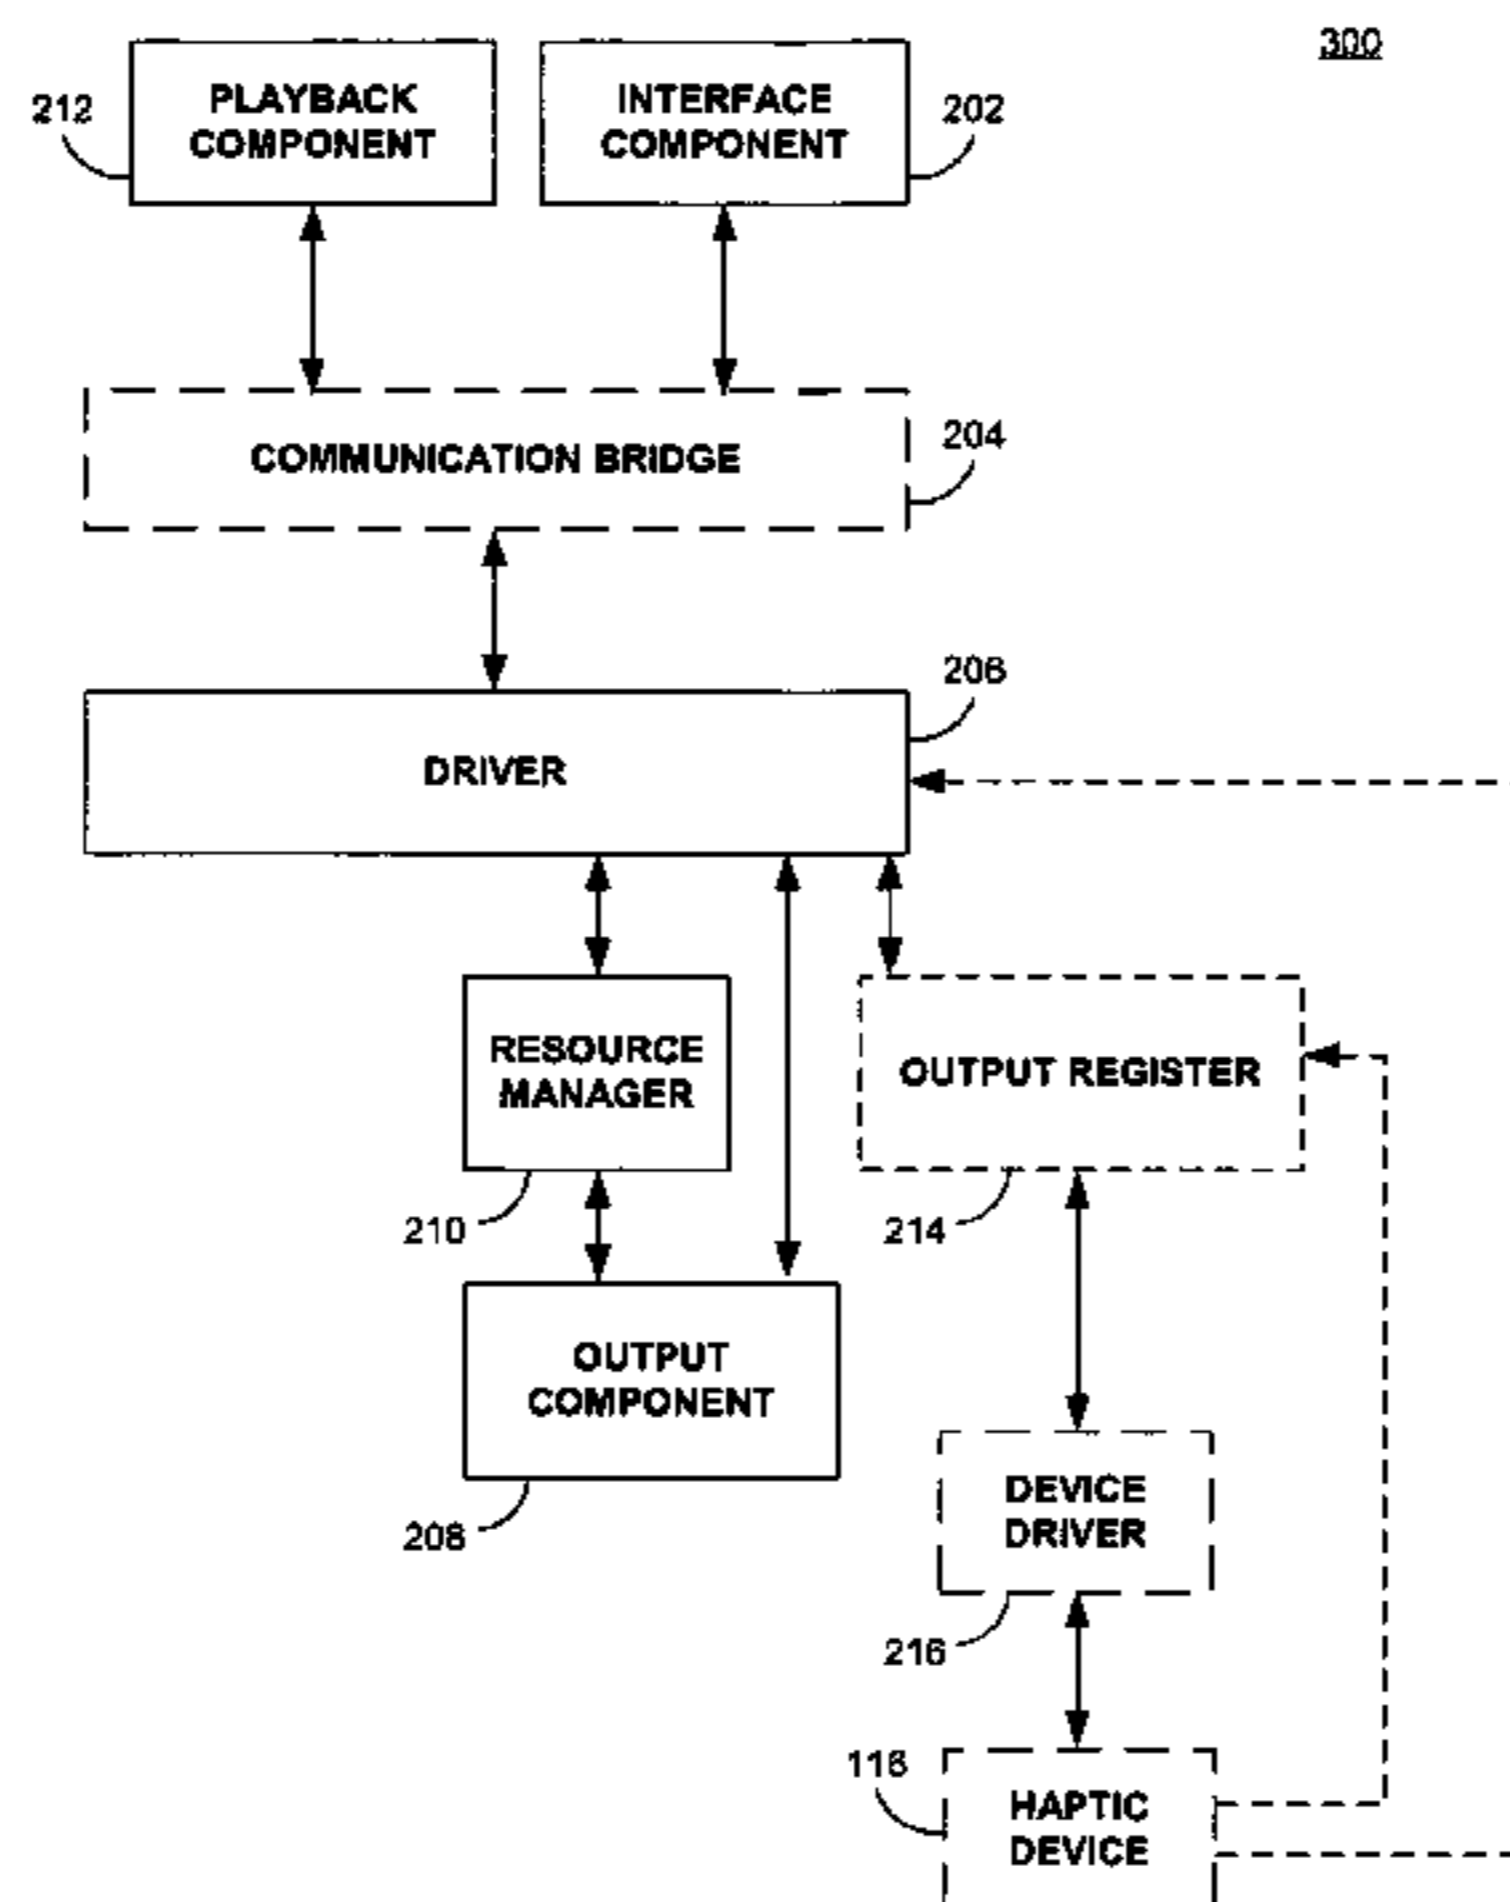 300
PLAYBACK
COMPONENT
212
INTERFACE
COMPONENT
202
COMMUNICATION BRIDGE
204
206
DRIVER
RESOURCE
MANAGER
210
OUTPUT REGISTER
214
OUTPUT
COMPONENT
208
DEVICE
DRIVER
216
118
HAPTIC
DEVICE